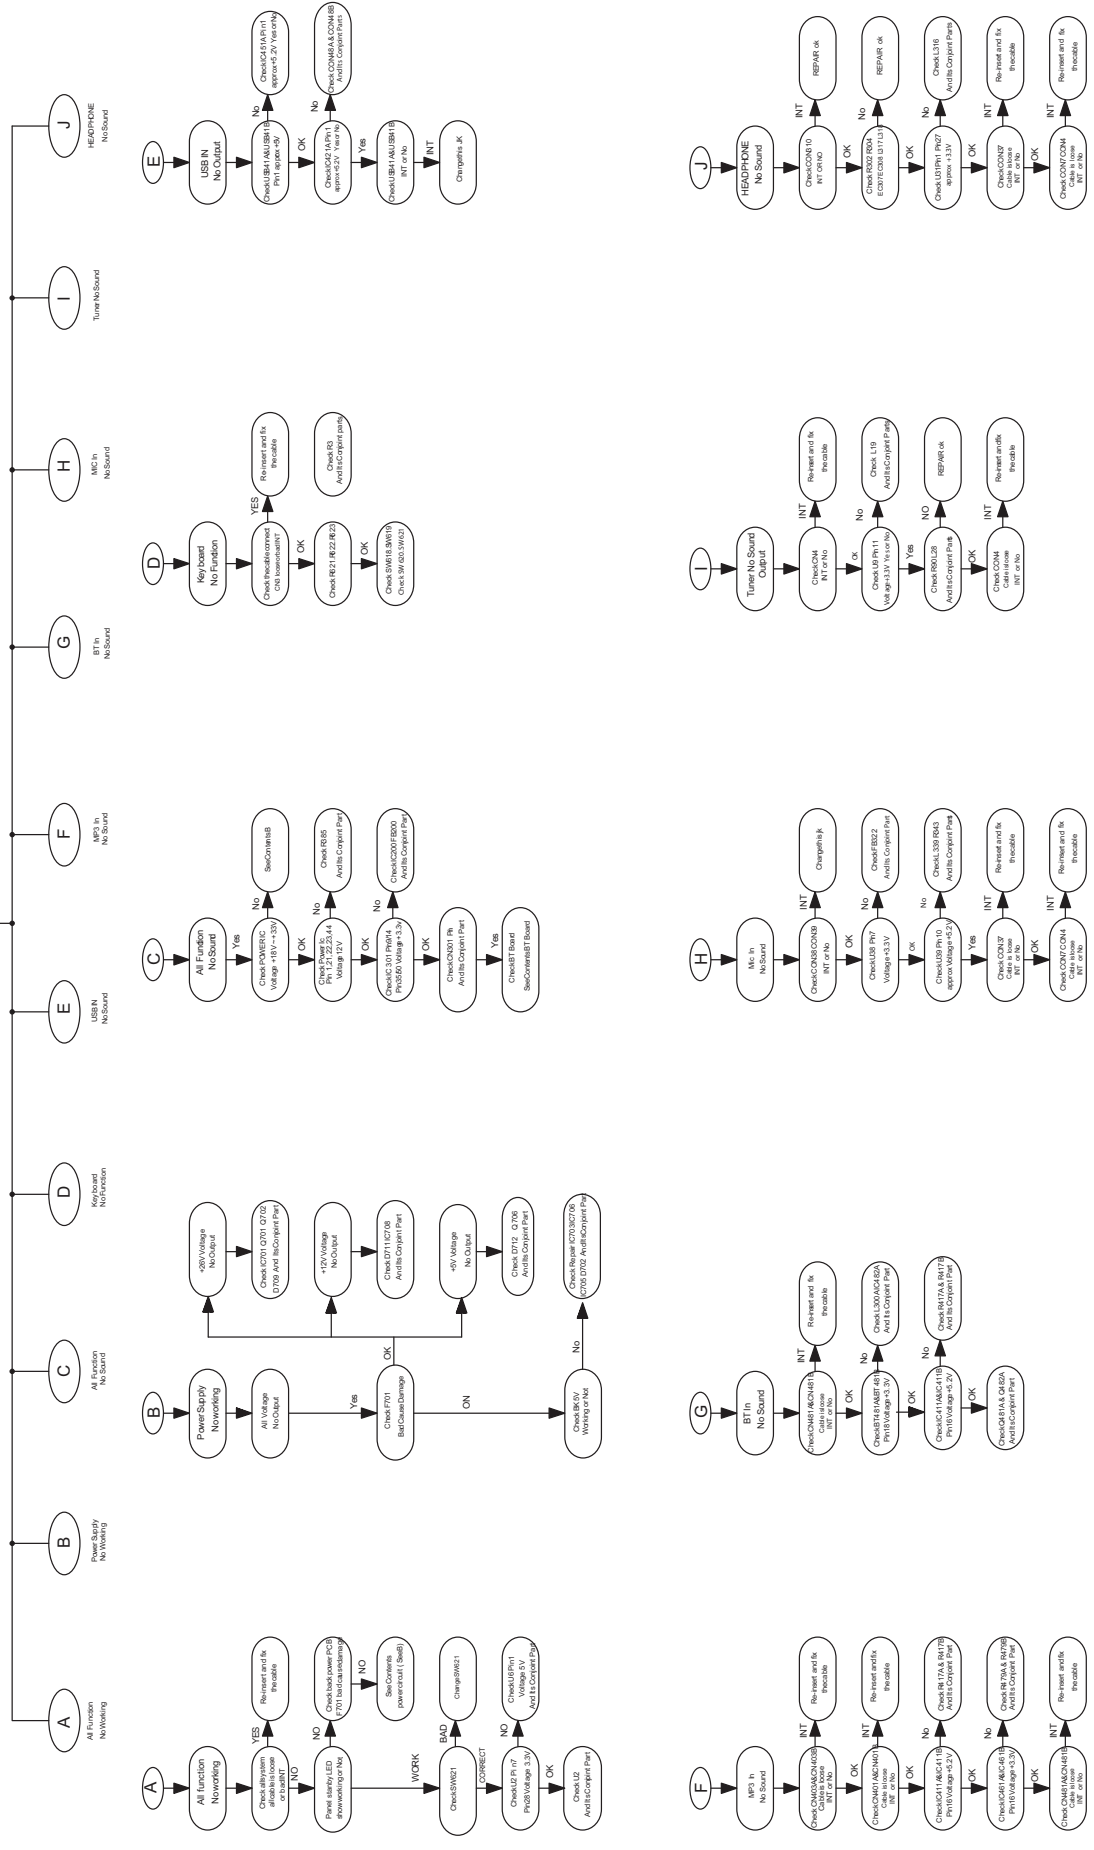 A
All Function
No Working
B
Power Supply
No Working
C
All Function
No Sound
D
Key board
No Function
E
USB IN
No Sound
F
MP3 In
No Sound
G
BT In
No Sound
H
MIC In
No Sound
I
Tuner No Sound
J
HEADPHONE
No Sound
A
All function
No working
Check all system
all cable is loose
or bad INT
YES
Re-insert and fix
the cable
NO
Panel stanby LED
show working or Not
NO
Check back power PCB
F701 bad cause damage
NO
See Contents
power circuit ( See B)
WORK
Check SW621
BAD
Change SW621
CORRECT
Check U2 Pi n n7
Pin28 Voltage 3.3V
NO
Check U6 Pin1
Voltage 5V
And Its Conjoint Part
OK
Check U2
And Its Conjoint Part
B
Power Supply
No working
All Voltage
No Output
Yes
Check F701
Bad Cause Damage
OK
+26V Voltage
No Output
Check IC701 Q701 Q702
D709 And Its Conjoint Part
+12V Voltage
No Output
Check D711 IC708
And Its Conjoint Part
+5V Voltage
No Output
Check D712 Q706
And Its Conjoint Part
ON
Check BK 5V
Working or Not
No
Check Repair IC703 IC706
IC705 D702 And Its Conjoint Part
C
All Function
No Sound
Yes
Check POWER IC
Voltage +18V~+33V
No
See Contents B
OK
Check Power Ic
Pin 1,21, 22,23,44
Voltage 12 V
No
Check R385
And Its Conjoint Part
OK
Check IC 301 Pin9/14
Pin35/50 Voltage +3.3v
No
Check IC200 FB200
And Its Conjoint Part
OK
Check CN301 Pin
And Its Conjoint Part
Yes
Check BT Board
See Contents BT Board
D
Key board
No Function
Check the cable connect
CN3 loose or bad INT
YES
Re-insert and fix
the cable
OK
Check R621.R622.R623
Check R3
And Its Conjoint parts
OK
Check SW618.SW619
Check SW620.SW621
E
USB IN
No Output
Check USB41A&USB41B
Pin1 approx +5V
No
Check IC451A Pin1
approx+5.2V Yes or No
OK
Check IC421A Pin1
approx +5.2V Yes or No
No
Check CON48A & CON48B
And Its Conjoint Parts
Yes
Check USB41A&USB41B
INT or No
INT
Change this JK
F
MP3 In
No Sound
Check CN403A&CN403B
Cable is loose
INT or No
INT
Re-insert and fix
the cable
OK
Check CN401A&CN401B
Cable is loose
INT or No
INT
Re-insert and fix
the cable
OK
Check IC411A&IC411B
Pin16 Voltage +5.2V
No
Check R417A & R417B
And Its Conjoint Part
OK
Check IC461A&IC461B
Pin16 Voltage +3.3V
No
Check R479A & R479B
And Its Conjoint Part
OK
Check CN481A&CN481B
Cable is loose
INT or No
INT
Re-insert and fix
the cable
G
BT In
No Sound
Check CN481A&CN481B
Cable is loose
INT or No
INT
Re-insert and fix
the cable
OK
Check BT481A&BT481B
Pin18 Voltage +3.3V
No
Check L300A IC482A
And Its Conjoint Part
OK
Check IC411A&IC411B
Pin16 Voltage +5.2V
No
Check R417A & R417B
And Its Conjoint Part
OK
Check Q481A & Q482A
And Its Conjoint Part
H
Mic In
No Sound
Check CON38 CON39
INT or No
INT
Change this jk
OK
Check U38 Pin7
Voltage +3.3 V
No
Check FB322
And Its Conjoint Part
OK
Check U39 Pin 10
approx Voltage +5.2 V
No
Check L339 R343
And Its Conjoint Part
Yes
Check CON37
Cable is loose
INT or No
INT
Re-insert and fix
the cable
OK
Check CON7 CON4
Cable is loose
INT or No
INT
Re-insert and fix
the cable
I
Tuner No Sound
Output
Check CN4
INT or No
INT
Re-insert and fix
the cable
OK
Check U9 Pin 11
Voltage +3.3V Yes or No
No
Check L19
And Its Conjoint Parts
Yes
Check R90 L28
And Its Conjoint Parts
NO
REPAIR ok
OK
Check CON4
Cable is loose
INT or No
INT
Re-insert and fix
the cable
J
HEADPHONE
No Sound
Check CON3 10
INT OR NO
INT
REPAIR ok
OK
Check R302 R304
No
REPAIR ok
OK
Check U31 Pin1 Pin27
approx +3.3V
No
Check L316
And Its Conjoint Parts
OK
Check CON37
Cable is loose
INT or No
INT
Re-insert and fix
the cable
OK
Check CON7 CON4
Cable is loose
INT or No
INT
Re-insert and fix
the cable